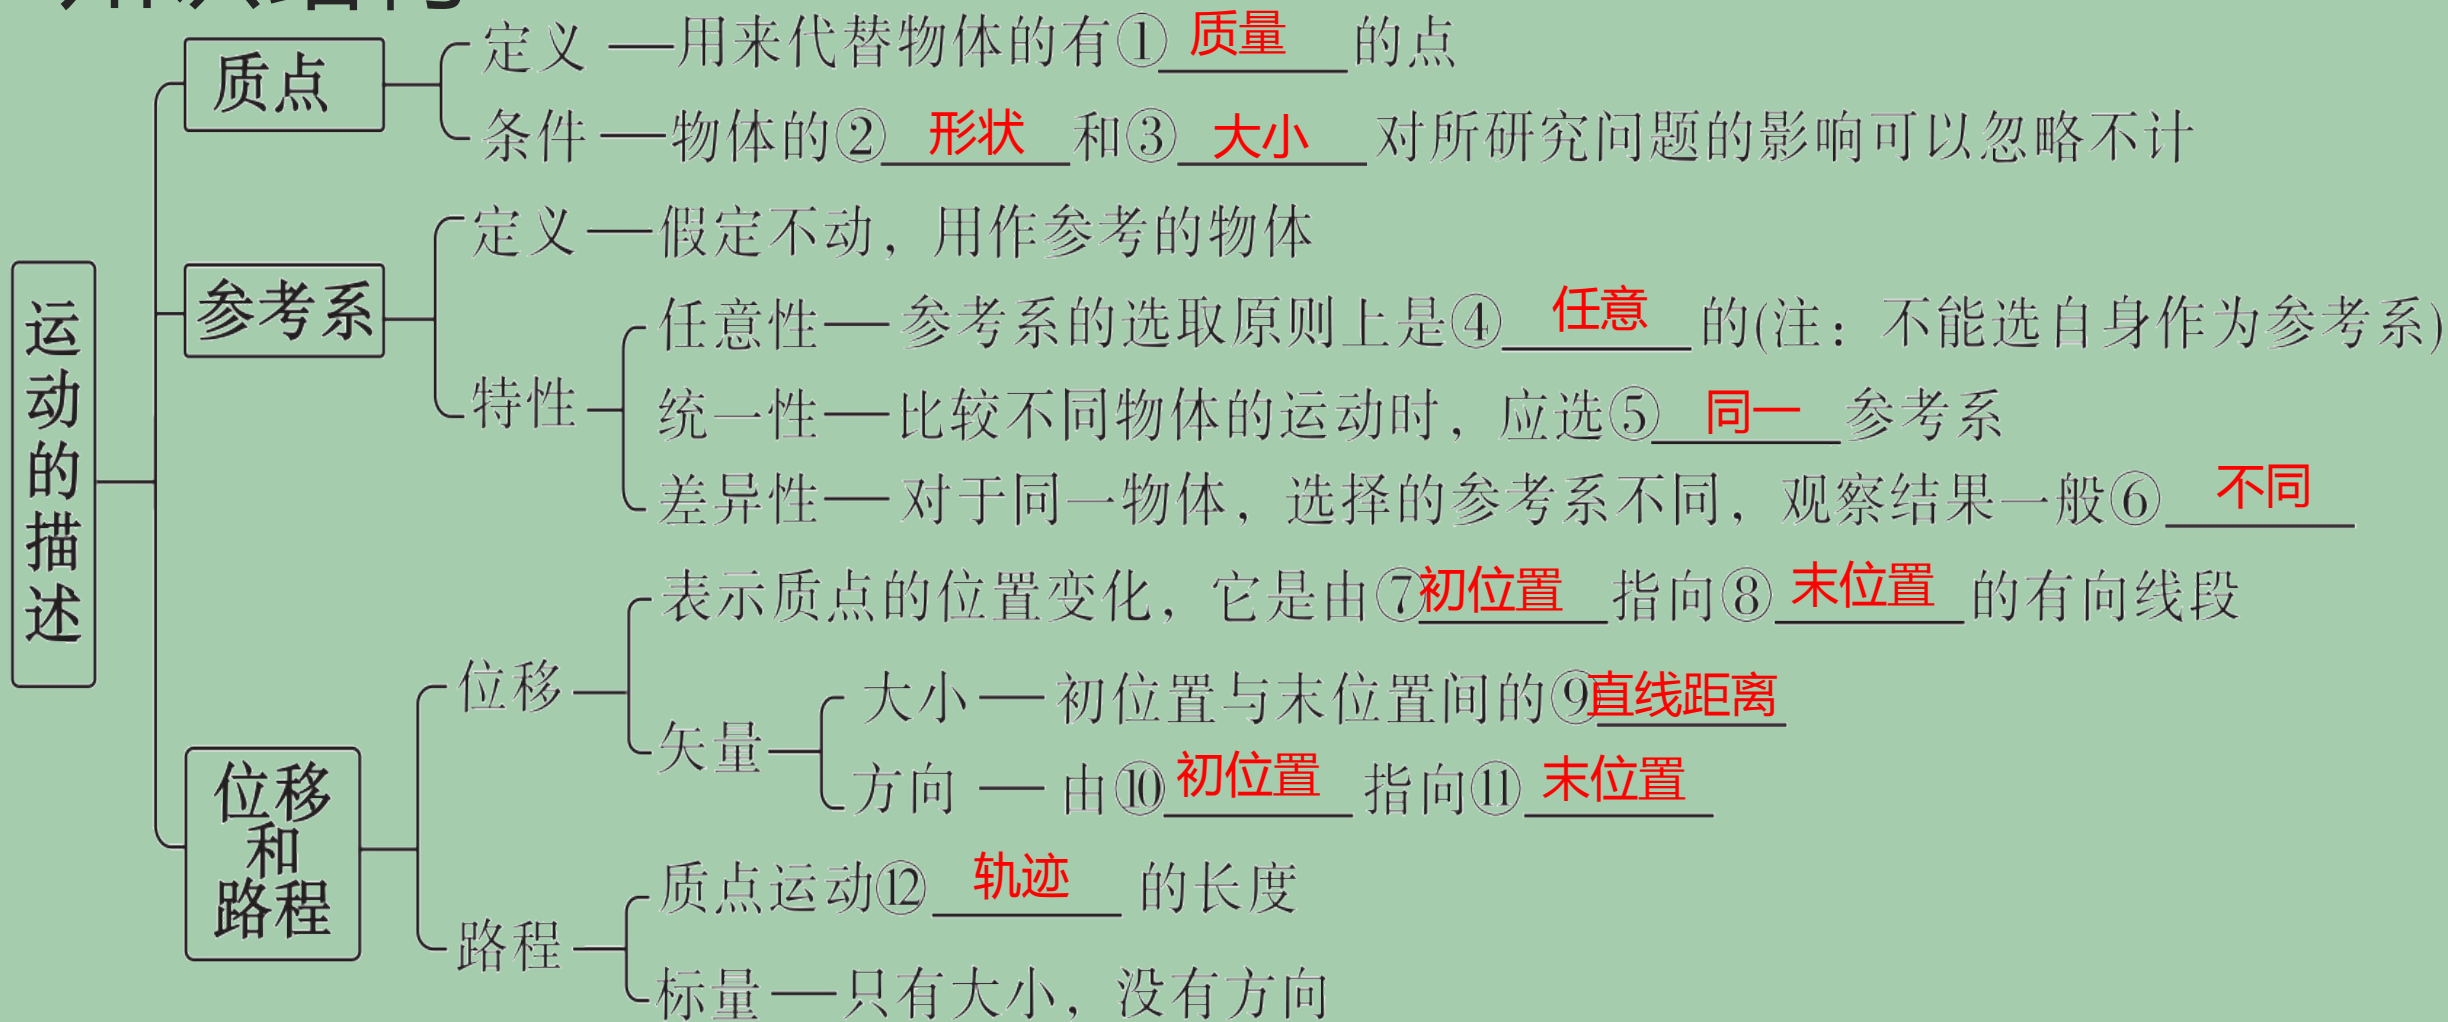 质点
定义 — 用来代替物体的有①质量的点
条件 — 物体的②形状和③大小对所研究问题的影响可以忽略不计
运动的描述
参考系
定义 — 假定不动，用作参考的物体
特性
任意性 — 参考系的选取原则上是④任意的(注：不能选自身作为参考系)
统一性 — 比较不同物体的运动时，应选⑤同一参考系
差异性 — 对于同一物体，选择的参考系不同，观察结果一般⑥不同
位移和路程
位移
表示质点的位置变化，它是由⑦初位置指向⑧末位置的有向线段
矢量
大小 — 初位置与末位置间的⑨直线距离
方向 — 由⑩初位置指向⑪末位置
路程
质点运动⑫轨迹的长度
标量 — 只有大小，没有方向